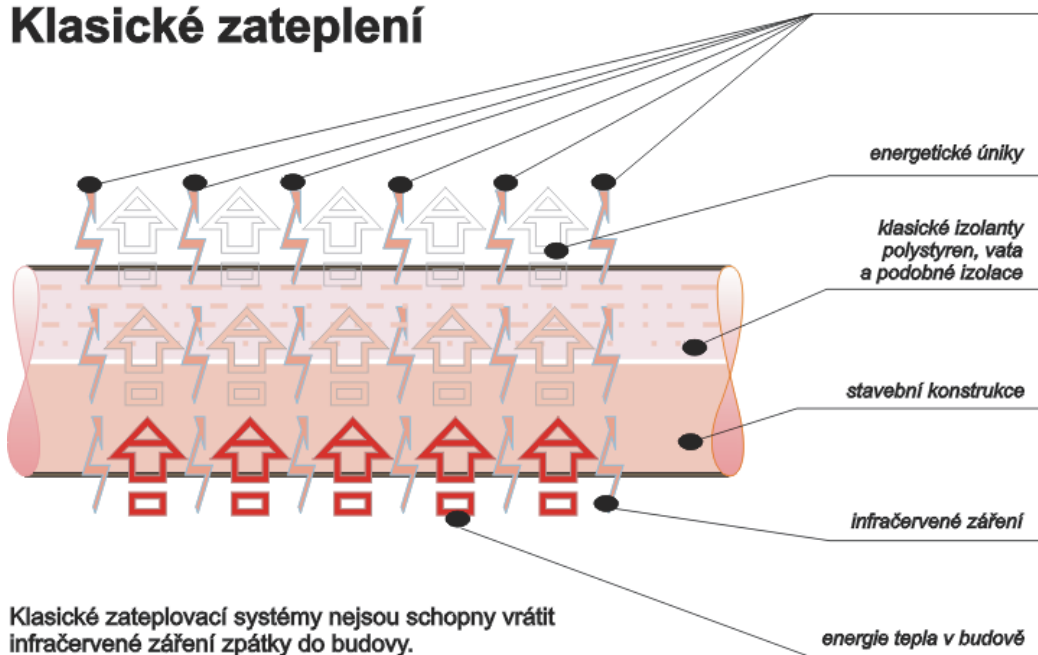 Klasické zateplení
energetické úniky
klasické izolanty
polystyren, vata
a podobné izolace
stavební konstrukce
infračervené záření
energie tepla v budově
Klasické zateplovací systémy nejsou schopny vrátit
infračervené záření zpátky do budovy.